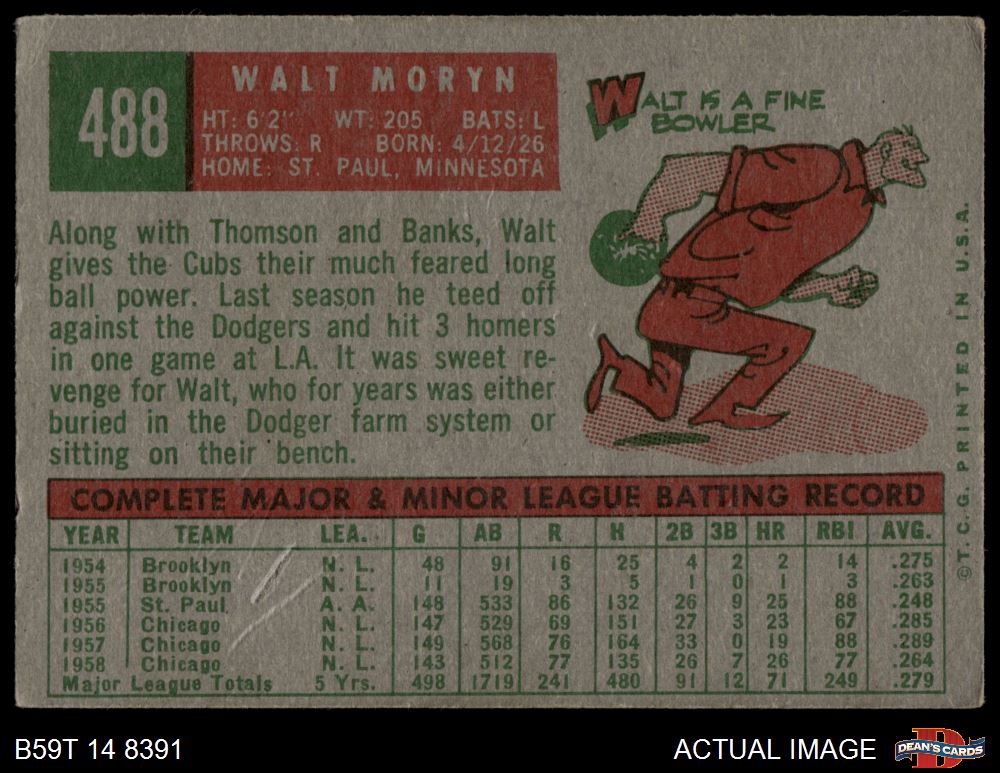 488
WALT MORYN
HT: 6'2" WT: 205 BATS: L
THROWS: R BORN: 4/12/26
HOME: ST. PAUL, MINNESOTA
WALT IS A FINE
BOWLER
Along with Thomson and Banks, Walt
gives the Cubs their much feared long
ball power. Last season he teed off
against the Dodgers and hit 3 homers
in one game at L.A. It was sweet re-
venge for Walt, who for years was either
buried in the Dodger farm system or
sitting on their bench.
© T. C. G. PRINTED IN U.S.A.
COMPLETE MAJOR & MINOR LEAGUE BATTING RECORD
YEAR TEAM LEA. G AB R H 2B 3B HR RBI AVG.
1954 Brooklyn N. L. 48 91 16 25 4 2 2 14 .275
1955 Brooklyn N. L. 11 19 3 5 1 0 1 3 .263
1955 St. Paul A. A. 148 533 86 132 26 9 25 88 .248
1956 Chicago N. L. 147 529 69 151 27 3 23 67 .285
1957 Chicago N. L. 149 568 76 164 33 0 19 88 .289
1958 Chicago N. L. 143 512 77 135 26 7 26 77 .264
Major League Totals 5 Yrs. 498 1719 241 480 91 12 71 249 .279
B59T 14 8391
ACTUAL IMAGE
D
DEAN'S CARDS